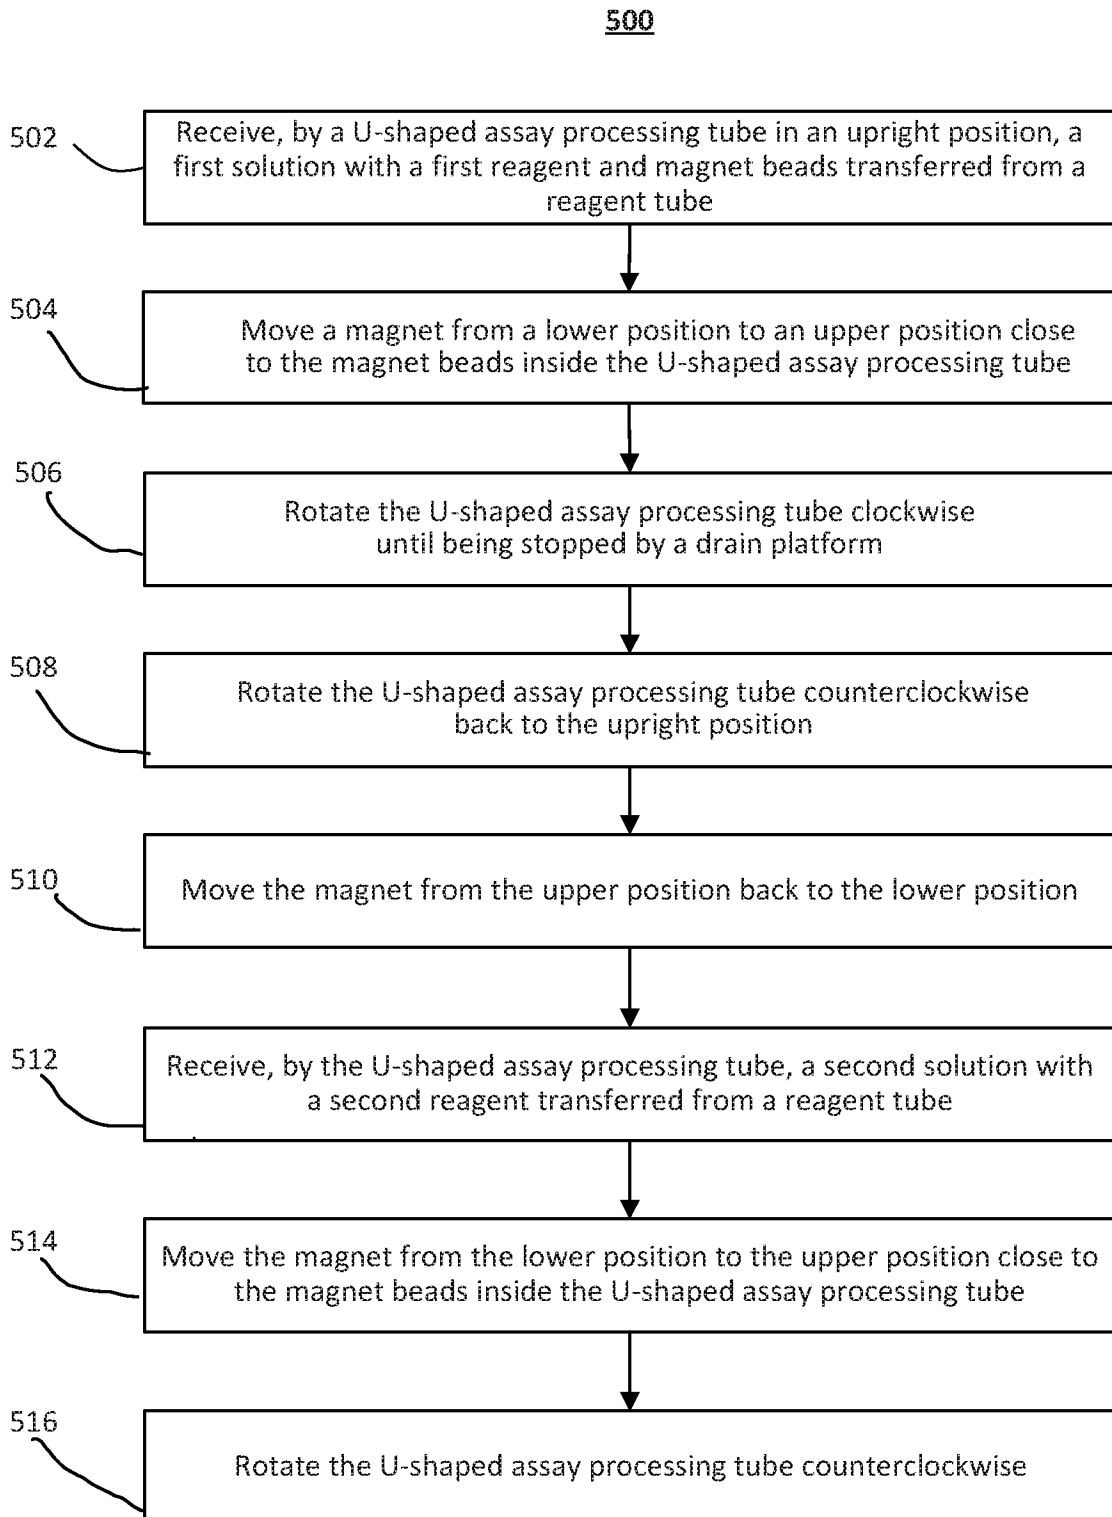 500
502
Receive, by a U-shaped assay processing tube in an upright position, a
first solution with a first reagent and magnet beads transferred from a
reagent tube
504
Move a magnet from a lower position to an upper position close
to the magnet beads inside the U-shaped assay processing tube
506
Rotate the U-shaped assay processing tube clockwise
until being stopped by a drain platform
508
Rotate the U-shaped assay processing tube counterclockwise
back to the upright position
510
Move the magnet from the upper position back to the lower position
512
Receive, by the U-shaped assay processing tube, a second solution with
a second reagent transferred from a reagent tube
514
Move the magnet from the lower position to the upper position close to
the magnet beads inside the U-shaped assay processing tube
516
Rotate the U-shaped assay processing tube counterclockwise